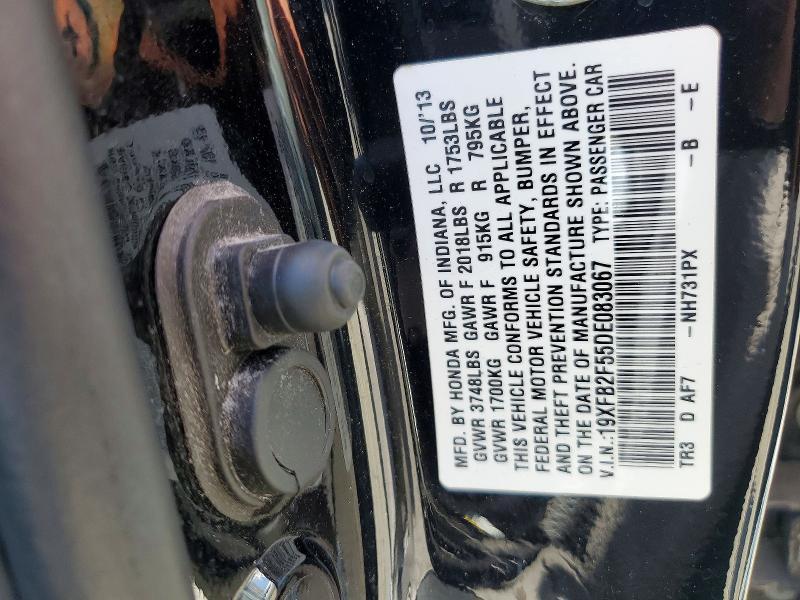 MFD. BY HONDA MFG. OF INDIANA, LLC 10/'13
GVWR 3748LBS GAWR F 2018LBS R 1753LBS
GVWR 1700KG GAWR F 915KG R 795KG
THIS VEHICLE CONFORMS TO ALL APPLICABLE
FEDERAL MOTOR VEHICLE SAFETY, BUMPER,
AND THEFT PREVENTION STANDARDS IN EFFECT
ON THE DATE OF MANUFACTURE SHOWN ABOVE.
V.I.N.:19XFB2F55DE083067 TYPE: PASSENGER CAR
TR3 D AF7 -NH731PX -B -E